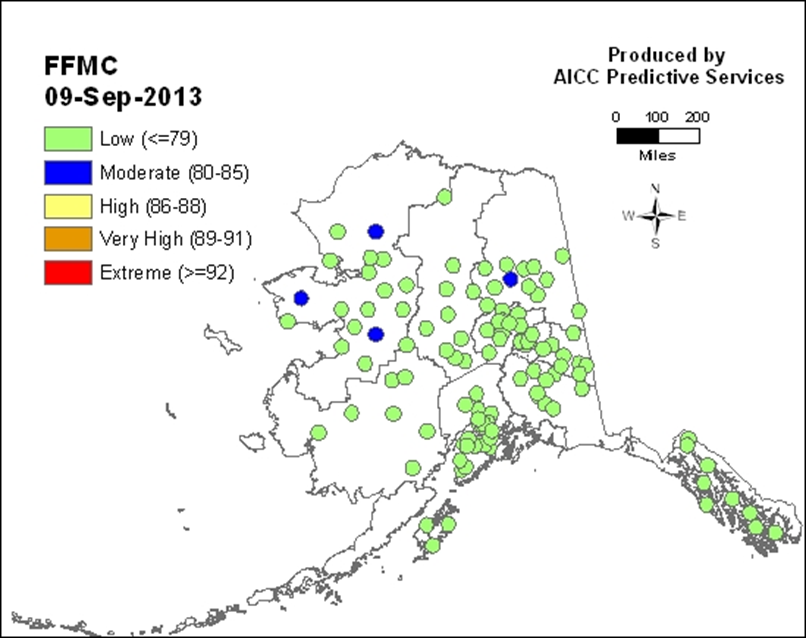 FFMC
09-Sep-2013
Low (<=79)
Moderate (80-85)
High (86-88)
Very High (89-91)
Extreme (>=92)
Produced by
AICC Predictive Services
0 100 200
Miles
N
W E
S